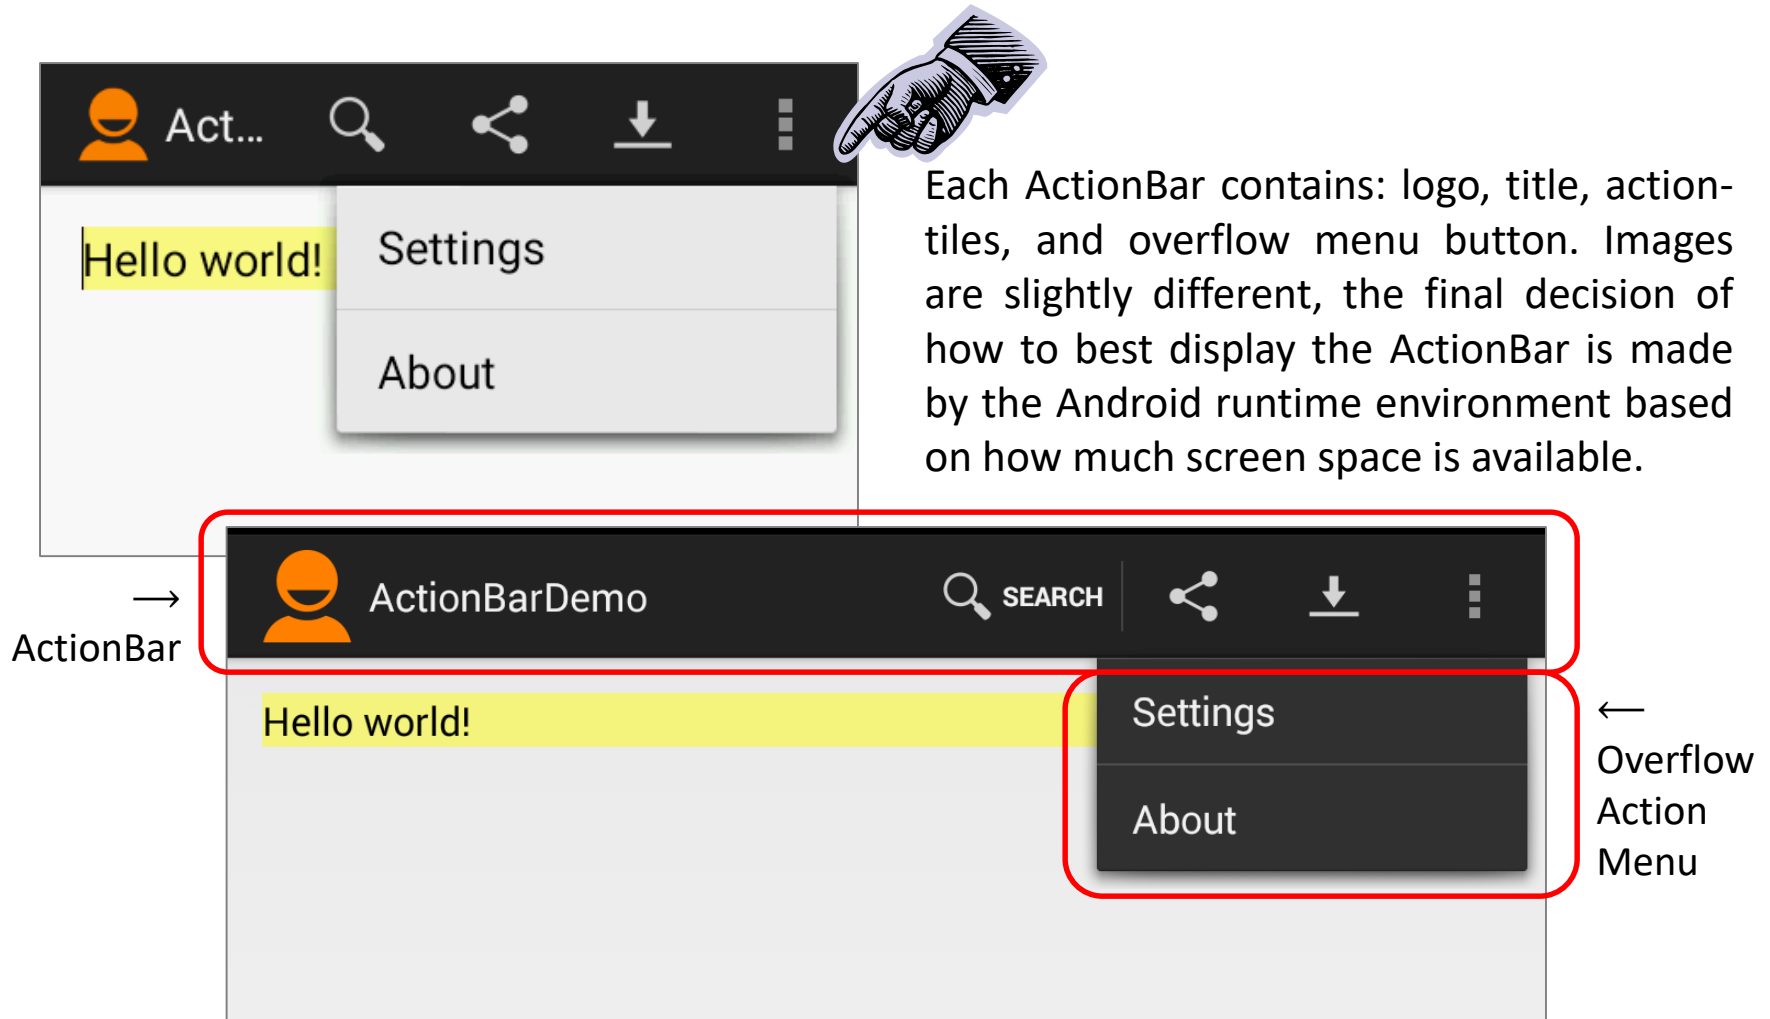 Act...
Hello world!
Settings
About
Each ActionBar contains: logo, title, action-
tiles, and overflow menu button. Images
are slightly different, the final decision of
how to best display the ActionBar is made
by the Android runtime environment based
on how much screen space is available.
→
ActionBar
ActionBarDemo
SEARCH
Hello world!
Settings
About
←
Overflow
Action
Menu